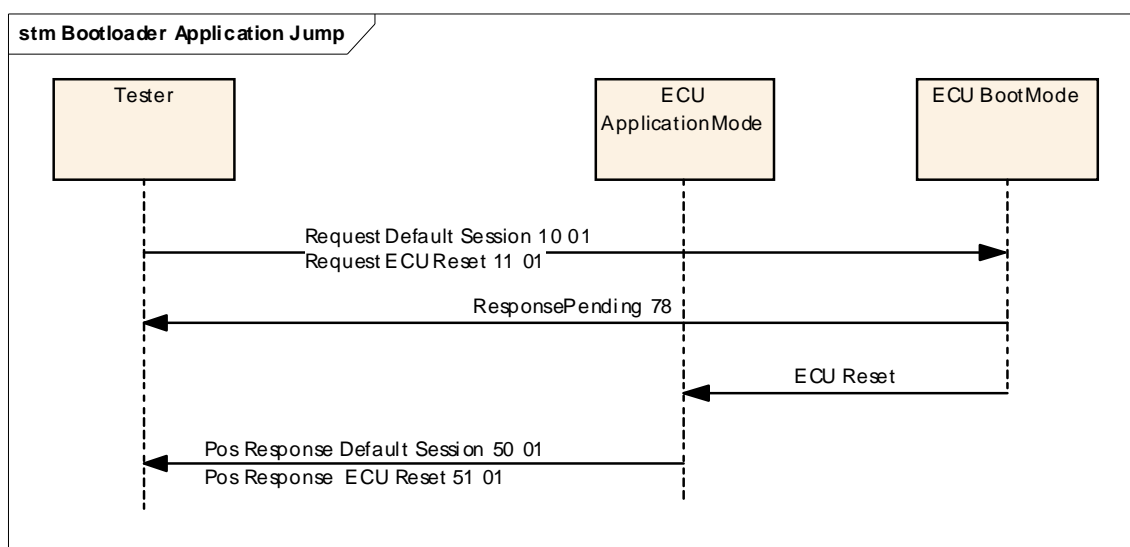 stm Bootloader Application Jump
Tester
ECU
ApplicationMode
ECU BootMode
Request Default Session 10 01
Request ECU Reset 11 01
ResponsePending 78
ECU Reset
Pos Response Default Session 50 01
Pos Response ECU Reset 51 01